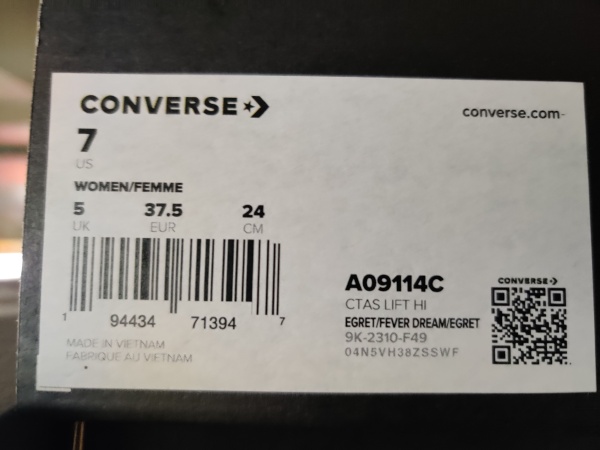 CONVERSE
converse.com
7
US
WOMEN/FEMME
5 37.5 24
UK EUR CM
1 94434 71394 7
MADE IN VIETNAM
FABRIQUE AU VIETNAM
A09114C
CTAS LIFT HI
EGRET/FEVER DREAM/EGRET
9K-2310-F49
04N5VH38ZSSWF
CONVERSE